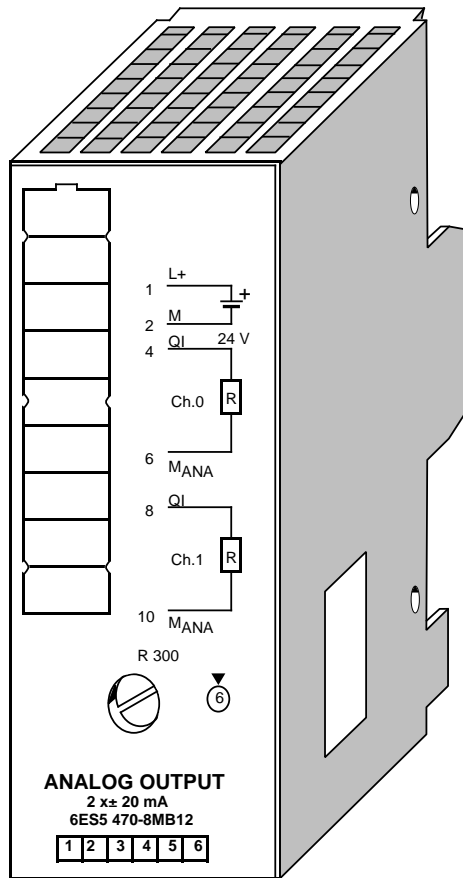 L+
1
+
M
2
24 V
QI
4
Ch.0 R
6
MANA
QI
8
Ch.1 R
10
MANA
R 300
6
ANALOG OUTPUT
2 x± 20 mA
6ES5 470-8MB12
1 2 3 4 5 6